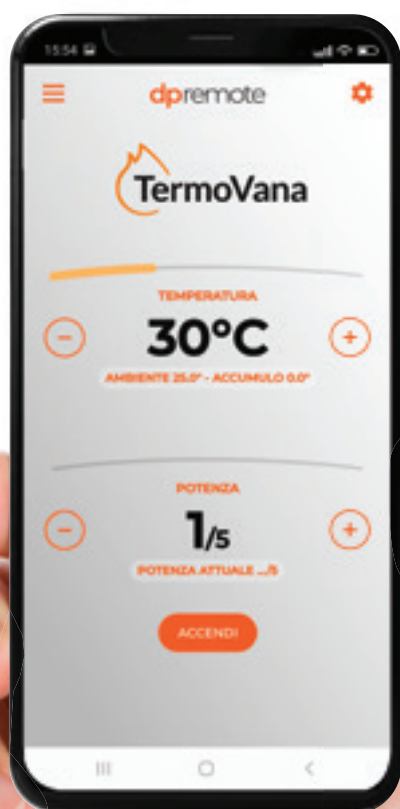 15:54
dpremote
TermoVana
TEMPERATURA
30°C
AMBIENTE 25.0° - ACCUMULO 0.0°
POTENZA
1/5
POTENZA ATTUALE .../5
ACCENDI